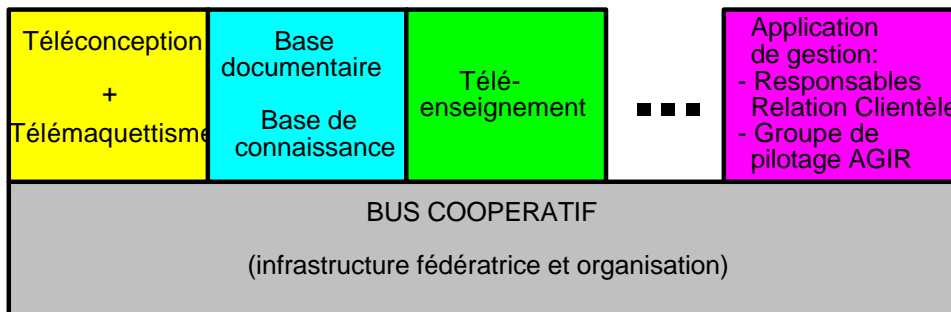 Téléconception
+
Télémaquettisme
Base
documentaire
Base de
connaissance
Télé-
enseignement
Application
de gestion:
- Responsables
Relation Clientèle
- Groupe de
pilotage AGIR
BUS COOPERATIF
(infrastructure fédératrice et organisation)